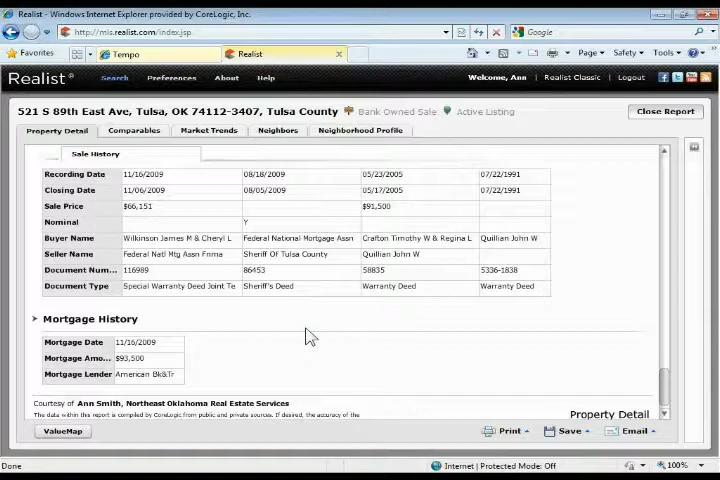 Realist - Windows Internet Explorer provided by CoreLogic, Inc.
http://mls.realist.com/index.jsp
Google
Favorites
Tempo
Realist
Page
Safety
Tools
Realist®
Search
Preferences
About
Help
Welcome, Ann
Realist Classic
Logout
521 S 89th East Ave, Tulsa, OK 74112-3407, Tulsa County
Bank Owned Sale
Active Listing
Close Report
Property Detail
Comparables
Market Trends
Neighbors
Neighborhood Profile
Sale History
Recording Date 11/16/2009 08/18/2009 05/23/2005 07/22/1991
Closing Date 11/06/2009 08/05/2009 05/17/2005 07/22/1991
Sale Price $66,151 $91,500
Nominal Y
Buyer Name Wilkinson James M & Cheryl L Federal National Mortgage Assn Crafton Timothy W & Regina L Quillian John W
Seller Name Federal Natl Mtg Assn Fnma Sheriff Of Tulsa County Quillian John W
Document Num... 116989 86453 58835 5336-1838
Document Type Special Warranty Deed Joint Te Sheriff's Deed Warranty Deed Warranty Deed
Mortgage History
Mortgage Date 11/16/2009
Mortgage Amo... $93,500
Mortgage Lender American Bk&Tr
Courtesy of Ann Smith, Northeast Oklahoma Real Estate Services
The data within this report is compiled by CoreLogic from public and private sources. If desired, the accuracy of the
Property Detail
ValueMap
Print
Save
Email
Done
Internet | Protected Mode: Off
100%